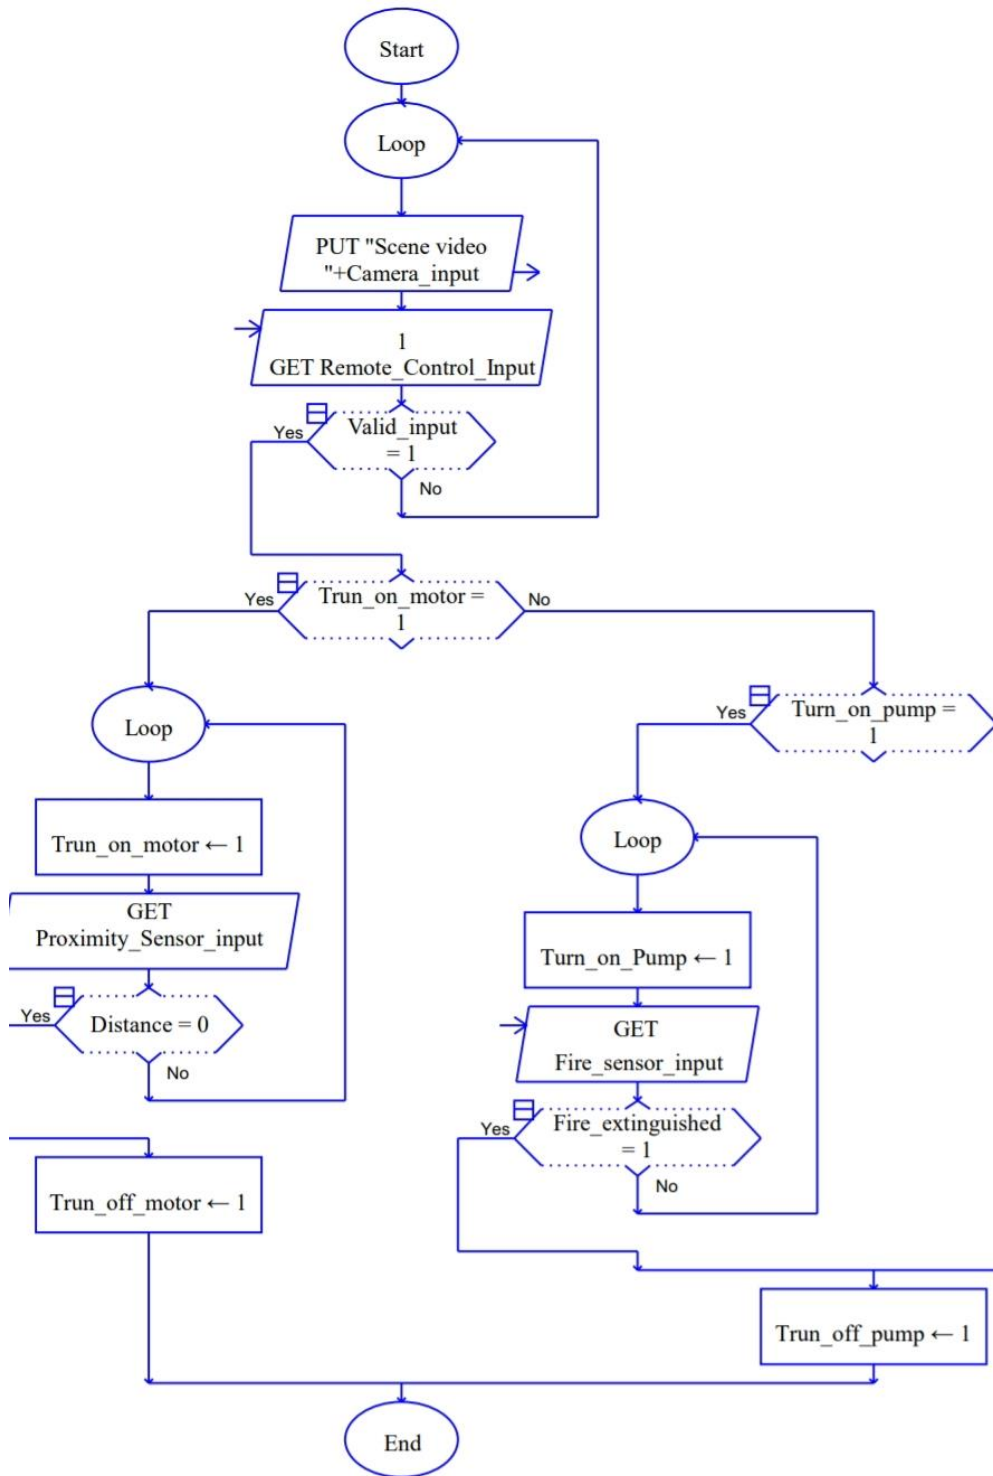 Start
Loop
PUT "Scene video
"+Camera_input
1
GET Remote_Control_Input
Yes
Valid_input
= 1
No
Yes
Trun_on_motor =
1
No
Loop
Trun_on_motor ← 1
GET
Proximity_Sensor_input
Yes
Distance = 0
No
Trun_off_motor ← 1
Yes
Turn_on_pump =
1
Loop
Turn_on_Pump ← 1
GET
Fire_sensor_input
Yes
Fire_extinguished
= 1
No
Trun_off_pump ← 1
End